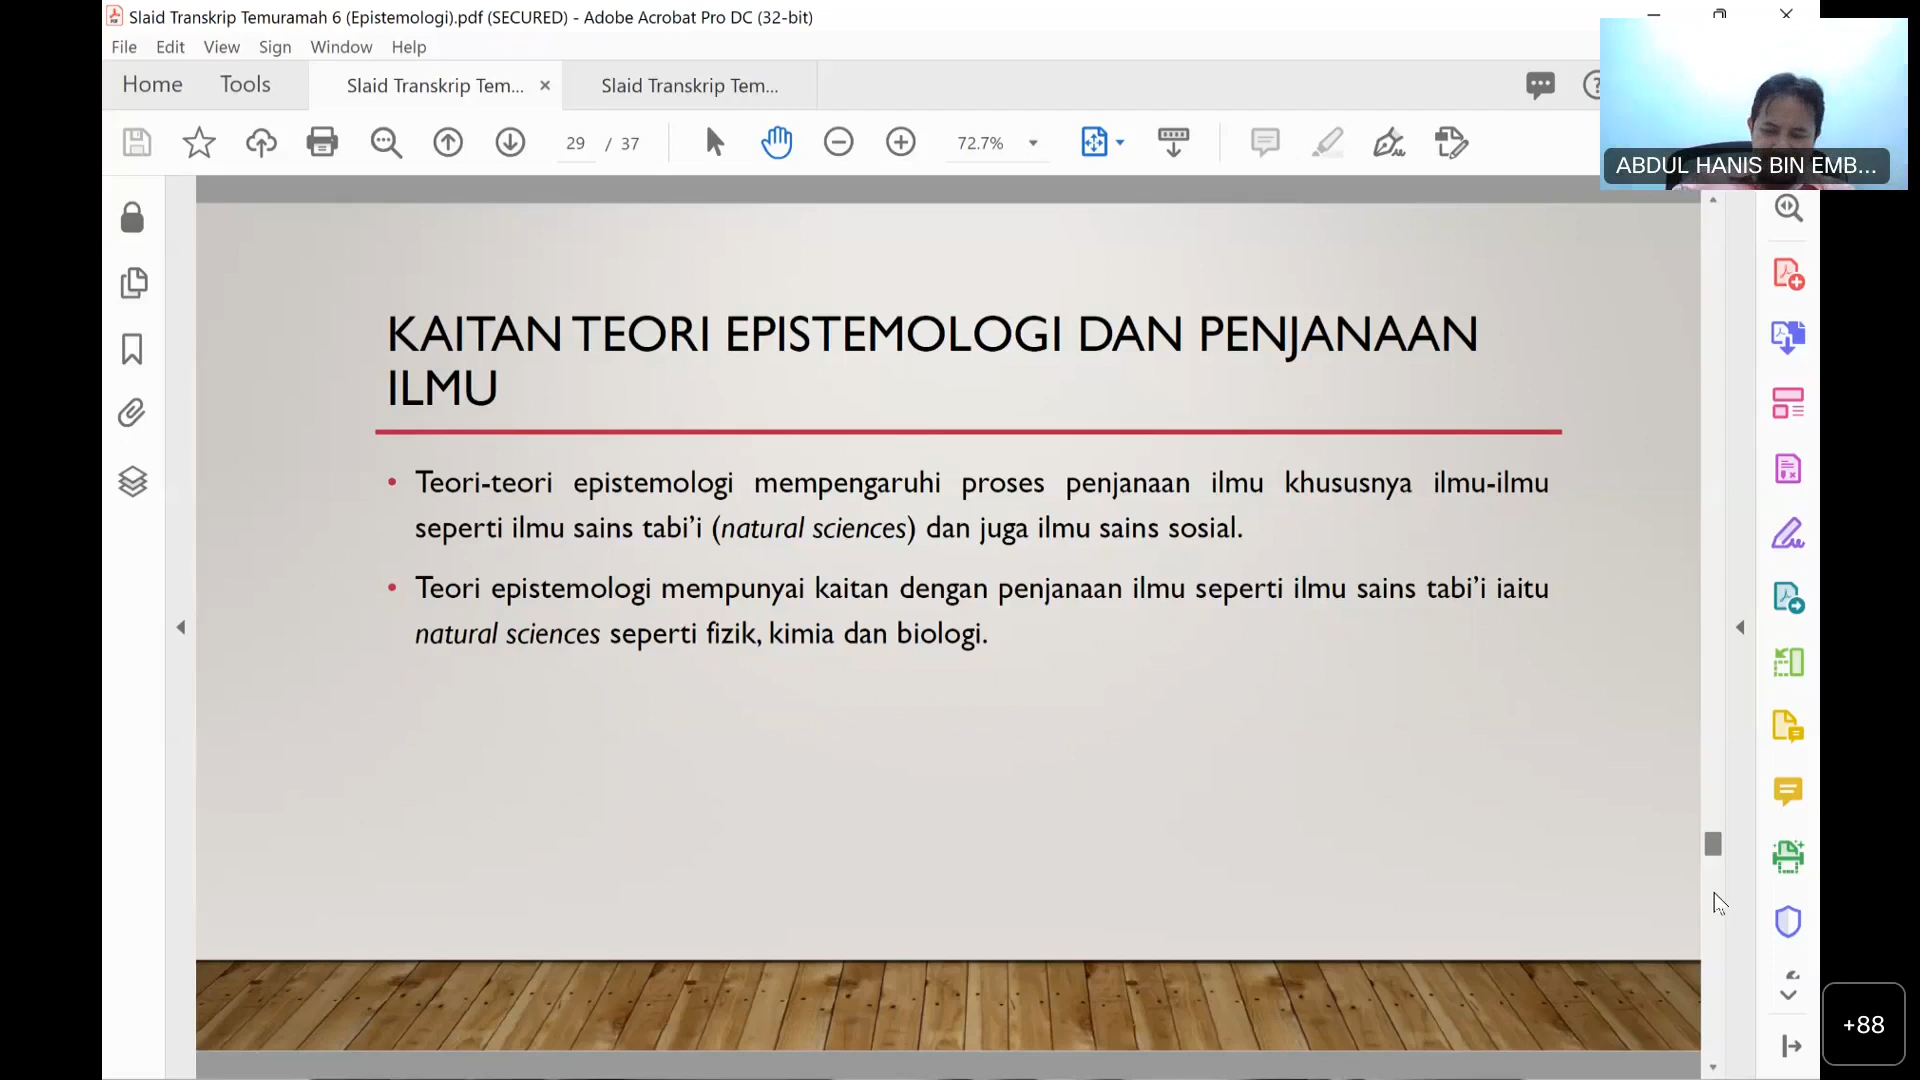 Slaid Transkrip Temuramah 6 (Epistemologi).pdf (SECURED) - Adobe Acrobat Pro DC (32-bit)
File Edit View Sign Window Help
Home Tools Slaid Transkrip Tem... × Slaid Transkrip Tem...
29 / 37 72.7%
ABDUL HANIS BIN EMB...
KAITAN TEORI EPISTEMOLOGI DAN PENJANAAN
ILMU
• Teori-teori epistemologi mempengaruhi proses penjanaan ilmu khususnya ilmu-ilmu
seperti ilmu sains tabi’i (natural sciences) dan juga ilmu sains sosial.
• Teori epistemologi mempunyai kaitan dengan penjanaan ilmu seperti ilmu sains tabi’i iaitu
natural sciences seperti fizik, kimia dan biologi.
+88